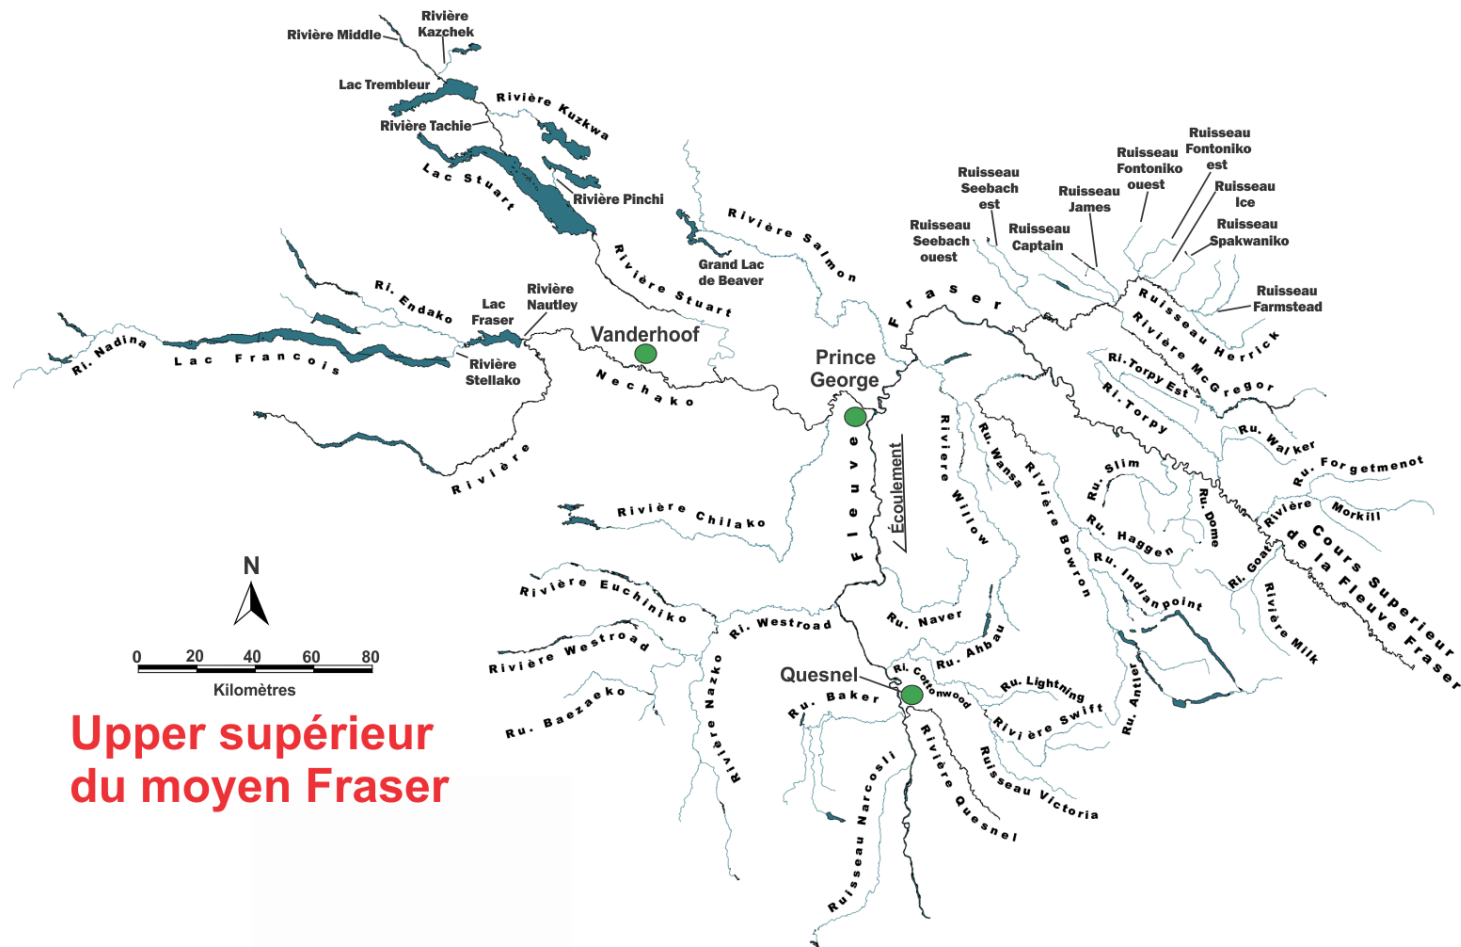 Rivière
Kazchek
Rivière Middle
Lac Trembleur
Rivière Kuzkwa
Rivière Tachie
Lac Stuart
Rivière Pinchi
Rivière Salmon
Grand Lac
de Beaver
Rivière Stuart
Ruisseau
Seebach
ouest
Ruisseau
Seebach
est
Ruisseau
Captain
Ruisseau
James
Ruisseau
Fontoniko
ouest
Ruisseau
Fontoniko
est
Ruisseau
Ice
Ruisseau
Spakwaniko
Ruisseau
Farmstead
Ri. Endako
Lac
Fraser
Rivière
Nautley
Ri. Nadina
Lac Francois
Rivière
Stellako
Vanderhoof
Nechako
Rivière
Prince
George
Fraser
Fleuve
Écoulement
Ruisseau Herrick
Rivière McGregor
Ri. Torpy Est
Ri. Torpy
Ru. Walker
Ru. Forgetmenot
Rivière Morkill
Ru. Slim
Ru. Dome
Ru. Wansa
Riviere Willow
Rivière Bowron
Ru. Haggen
Ru. Indianpoint
Ri. Goat
Rivière Milk
Cours Superieur
de la Fleuve Fraser
Rivière Chilako
Rivière Euchiniko
Ri. Westroad
Rivière Westroad
Ru. Baezaeko
Rivière Nazko
Ru. Naver
Ru. Ahbau
Quesnel
Ri. Cottomwood
Ru. Baker
Ru. Lightning
Rivière Swift
Ru. Antler
Ruisseau Victoria
Rivière Quesnel
Ruisseau Narcosli
N
0 20 40 60 80
Kilomètres
Upper supérieur
du moyen Fraser